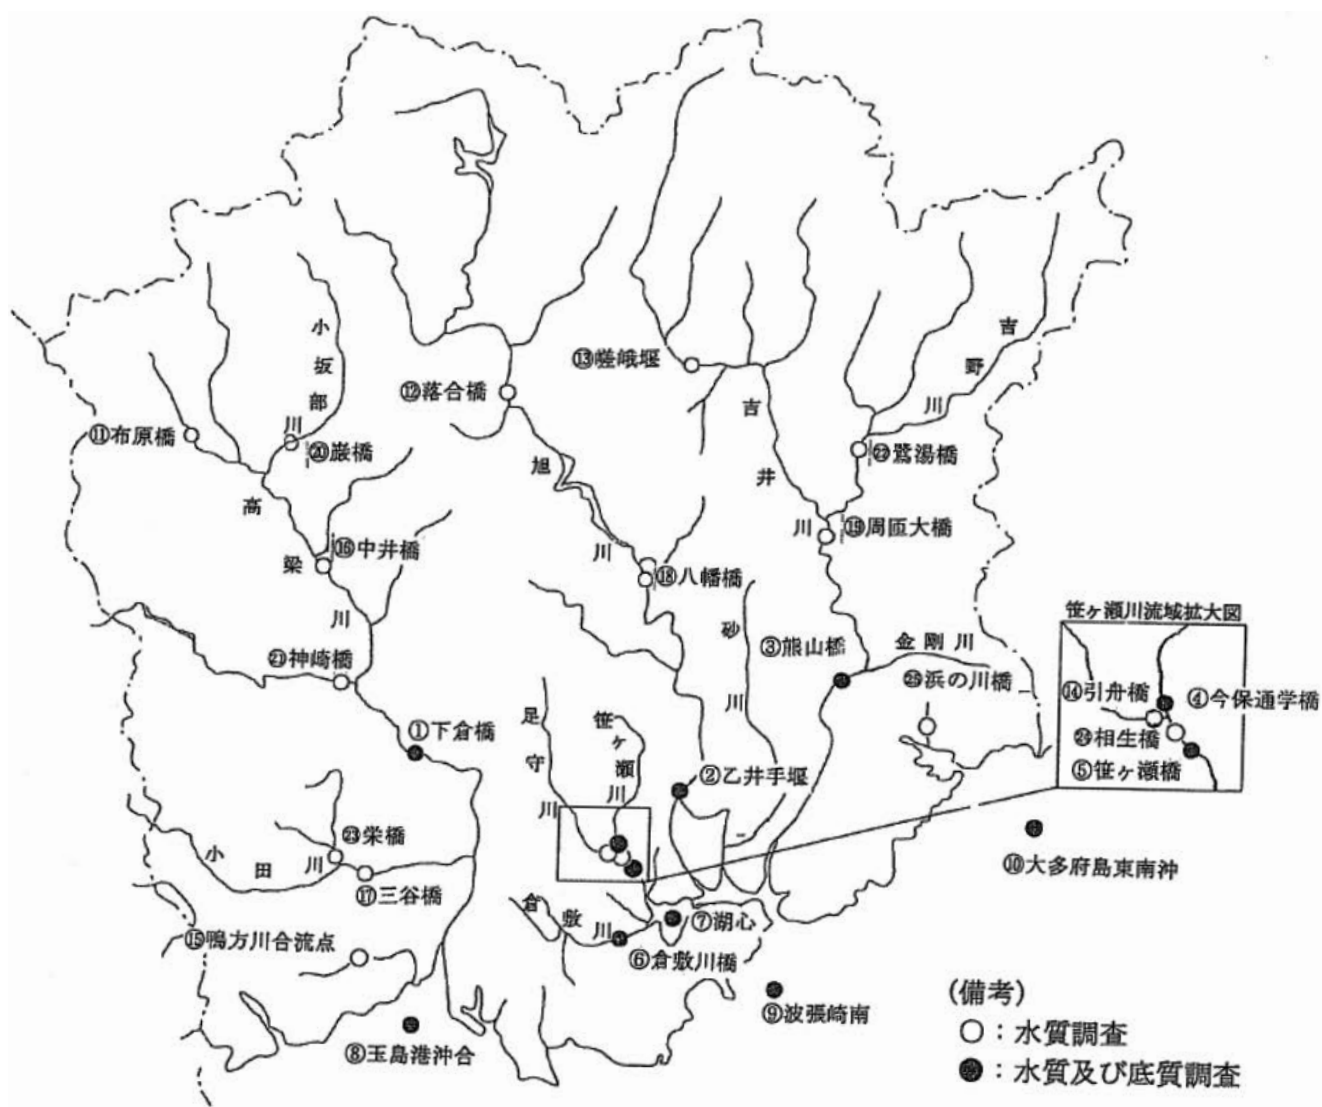 小坂部川
⑬嵯峨堰
吉野川
⑫落合橋
吉井川
⑪布原橋
⑳巌橋
旭川
㉒鷺湯橋
高梁川
⑲周匝大橋
⑯中井橋
⑱八幡橋
笹ヶ瀬川流域拡大図
砂川
③熊山橋
金剛川
㉑神崎橋
㉕浜の川橋
⑭引舟橋
④今保通学橋
①下倉橋
足守川
笹ヶ瀬川
㉔相生橋
②乙井手堰
⑤笹ヶ瀬橋
㉓栄橋
小田川
⑩大多府島東南沖
⑰三谷橋
倉敷川
⑦湖心
⑮鴨方川合流点
⑥倉敷川橋
⑨波張崎南
⑧玉島港沖合
(備考)
○：水質調査
●：水質及び底質調査